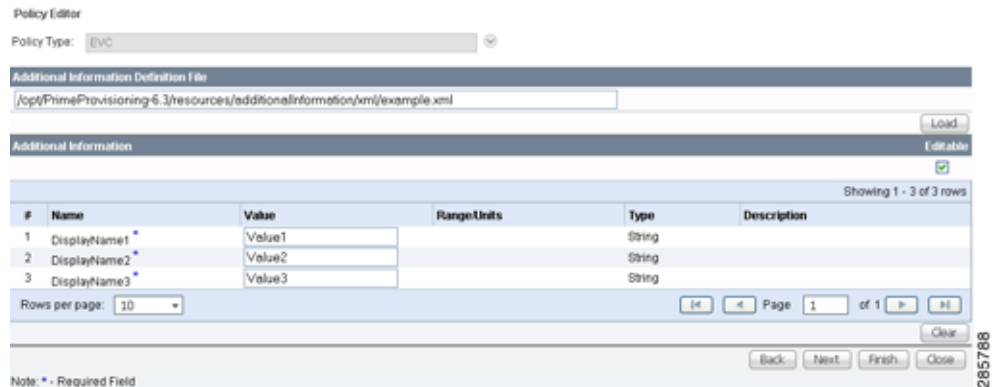 Policy Editor
Policy Type: EVC
Additional Information Definition File
/opt/PrimeProvisioning-6.3/resources/additionalInformation/xml/example.xml
Load
Additional Information Editable
Showing 1 - 3 of 3 rows
# Name Value Range/Units Type Description
1 DisplayName1 * Value1 String
2 DisplayName2 * Value2 String
3 DisplayName3 * Value3 String
Rows per page: 10 Page 1 of 1
Clear
Back Next Finish Close
Note: * - Required Field
285788